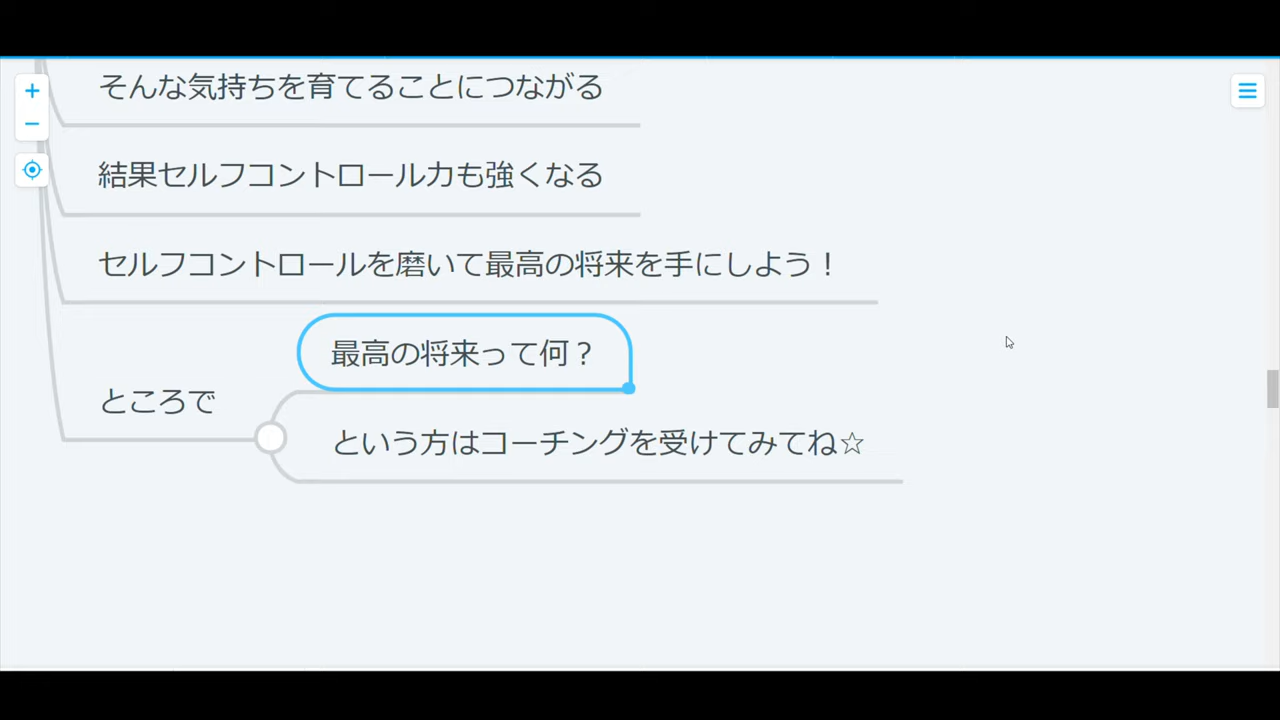 そんな気持ちを育てることにつながる
結果セルフコントロール力も強くなる
セルフコントロールを磨いて最高の将来を手にしよう！
ところで
最高の将来って何？
という方はコーチングを受けてみてね☆